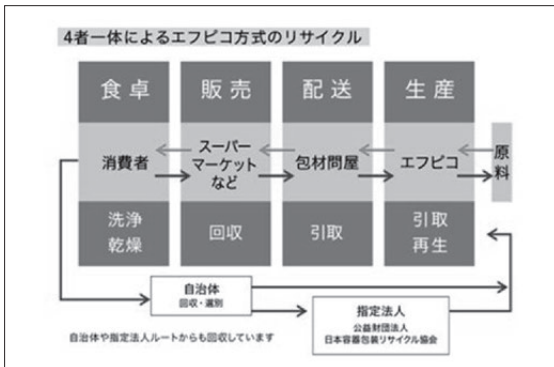 4者一体によるエフピコ方式のリサイクル
食卓
販売
配送
生産
消費者
スーパー
マーケット
など
包材問屋
エフピコ
原料
洗浄
乾燥
回収
引取
引取
再生
自治体
回収・選別
指定法人
公益財団法人
日本容器包装リサイクル協会
自治体や指定法人ルートからも回収しています